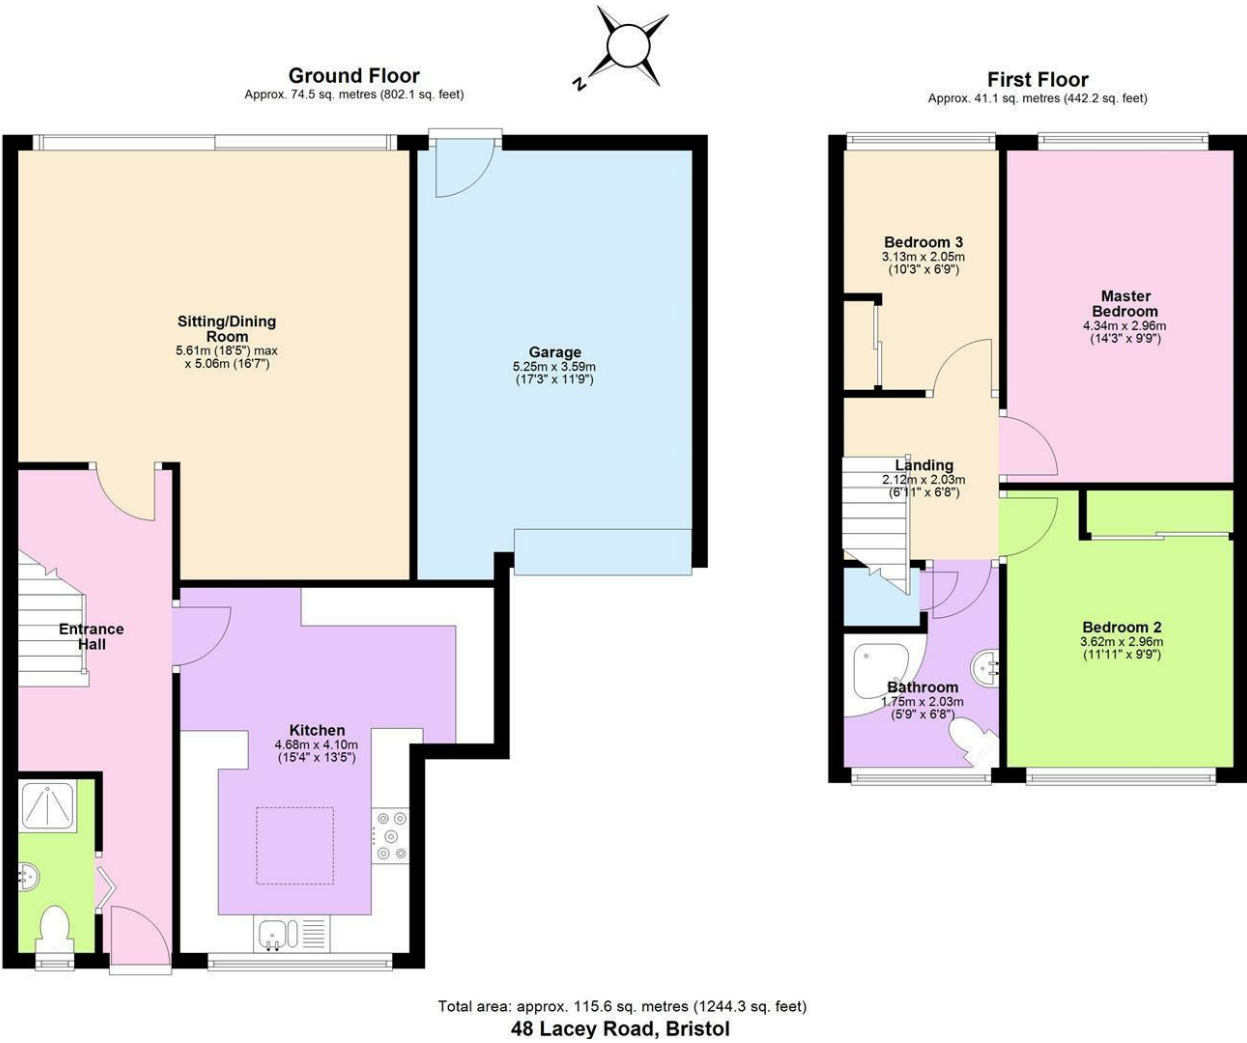 N
Ground Floor
Approx. 74.5 sq. metres (802.1 sq. feet)
Sitting/Dining
Room
5.61m (18'5") max
x 5.06m (16'7")
Garage
5.25m x 3.59m
(17'3" x 11'9")
Entrance
Hall
Kitchen
4.68m x 4.10m
(15'4" x 13'5")
First Floor
Approx. 41.1 sq. metres (442.2 sq. feet)
Bedroom 3
3.13m x 2.05m
(10'3" x 6'9")
Master
Bedroom
4.34m x 2.96m
(14'3" x 9'9")
Landing
2.12m x 2.03m
(6'11" x 6'8")
Bedroom 2
3.62m x 2.96m
(11'11" x 9'9")
Bathroom
1.75m x 2.03m
(5'9" x 6'8")
Total area: approx. 115.6 sq. metres (1244.3 sq. feet)
48 Lacey Road, Bristol